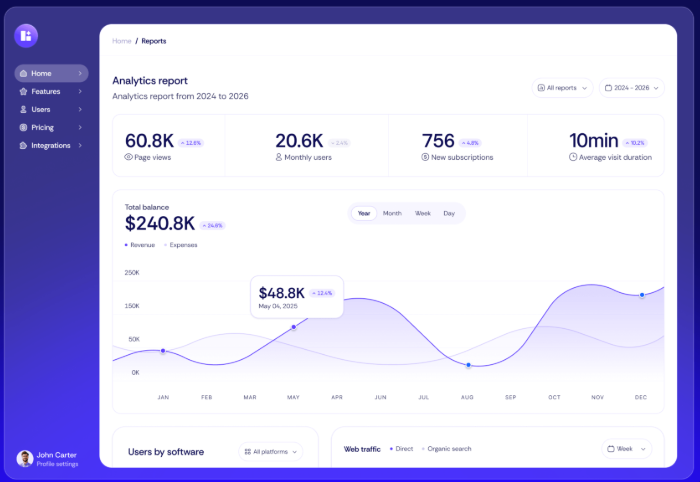 Home / Reports
Home
Features
Users
Pricing
Integrations
John Carter
Profile settings
Analytics report
Analytics report from 2024 to 2026
All reports
2024 - 2026
60.8K 12.8%
Page views
20.6K 2.4%
Monthly users
756 4.8%
New subscriptions
10min 10.2%
Average visit duration
Total balance
$240.8K 24.6%
Revenue Expenses
Year Month Week Day
250K
150K
50K
0K
$48.8K 12.4%
May 04, 2025
JAN FEB MAR MAY APR JUN JUL AUG SEP OCT NOV DEC
Users by software
All platforms
Web traffic Direct Organic search
Week